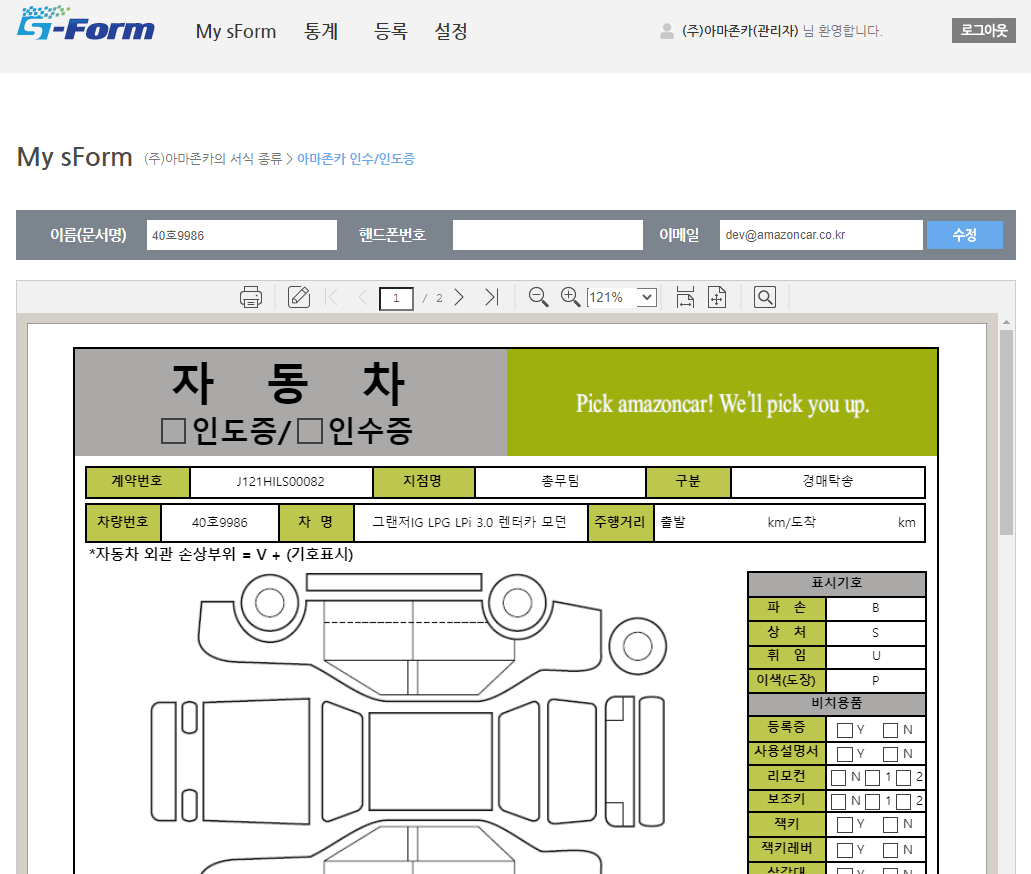 S-Form My sForm 통계 등록 설정 (주)아마존카(관리자) 님 환영합니다. 로그아웃
My sForm (주)아마존카의 서식 종류 > 아마존카 인수/인도증
이름(문서명) 40호9986 핸드폰번호 이메일 dev@amazoncar.co.kr 수정
1 / 2 121%
자 동 차
□인도증/□인수증
Pick amazoncar! We'll pick you up.
계약번호 J121HILS00082 지점명 총무팀 구분 경매탁송
차량번호 40호9986 차 명 그랜저IG LPG LPi 3.0 렌터카 모던 주행거리 출발 km/도착 km
*자동차 외관 손상부위 = V + (기호표시)
표시기호
파 손 B
상 처 S
휘 임 U
이색(도장) P
비치용품
등록증 □ Y □ N
사용설명서 □ Y □ N
리모컨 □ N □ 1 □ 2
보조키 □ N □ 1 □ 2
잭키 □ Y □ N
잭키레버 □ Y □ N